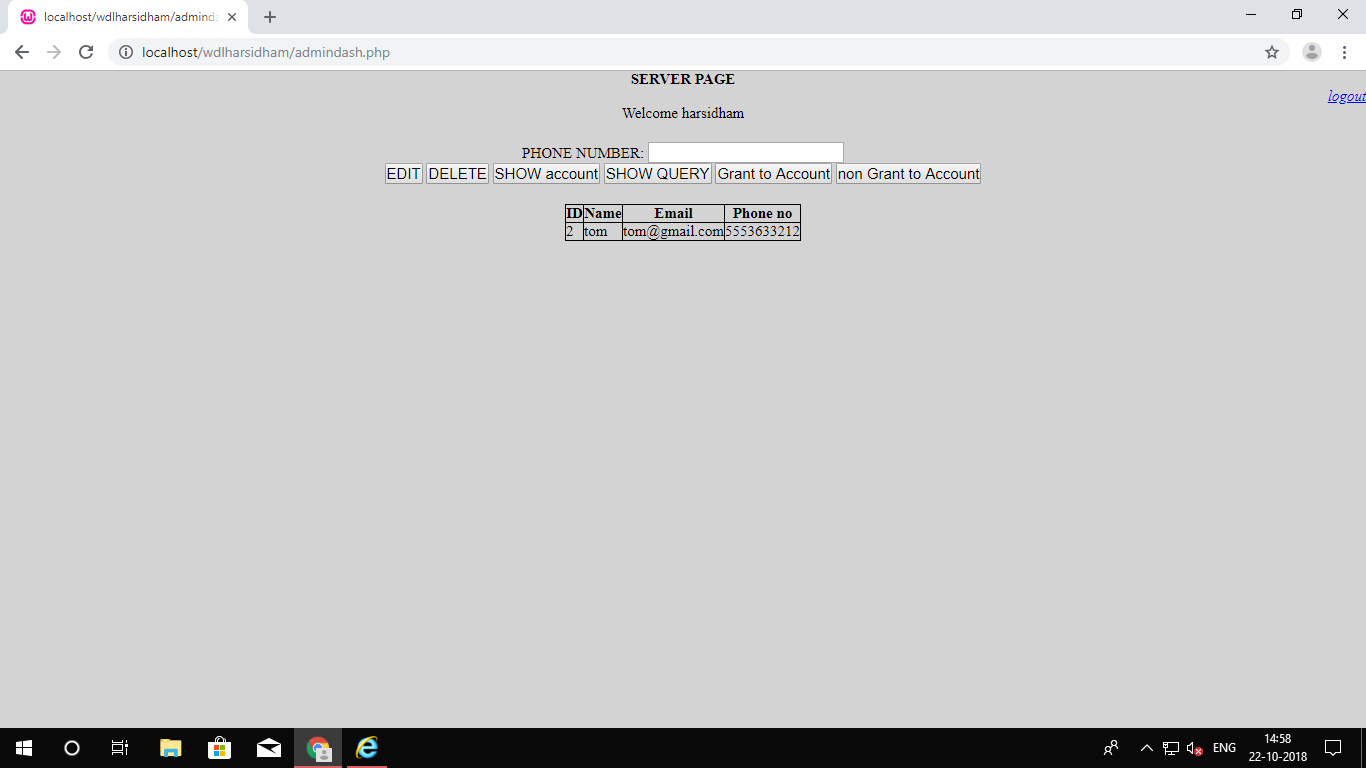 localhost/wdlharsidham/admind
localhost/wdlharsidham/admindash.php
SERVER PAGE
logout
Welcome harsidham
PHONE NUMBER:
EDIT DELETE SHOW account SHOW QUERY Grant to Account non Grant to Account
ID Name Email Phone no
2 tom tom@gmail.com 5553633212
ENG
14:58
22-10-2018